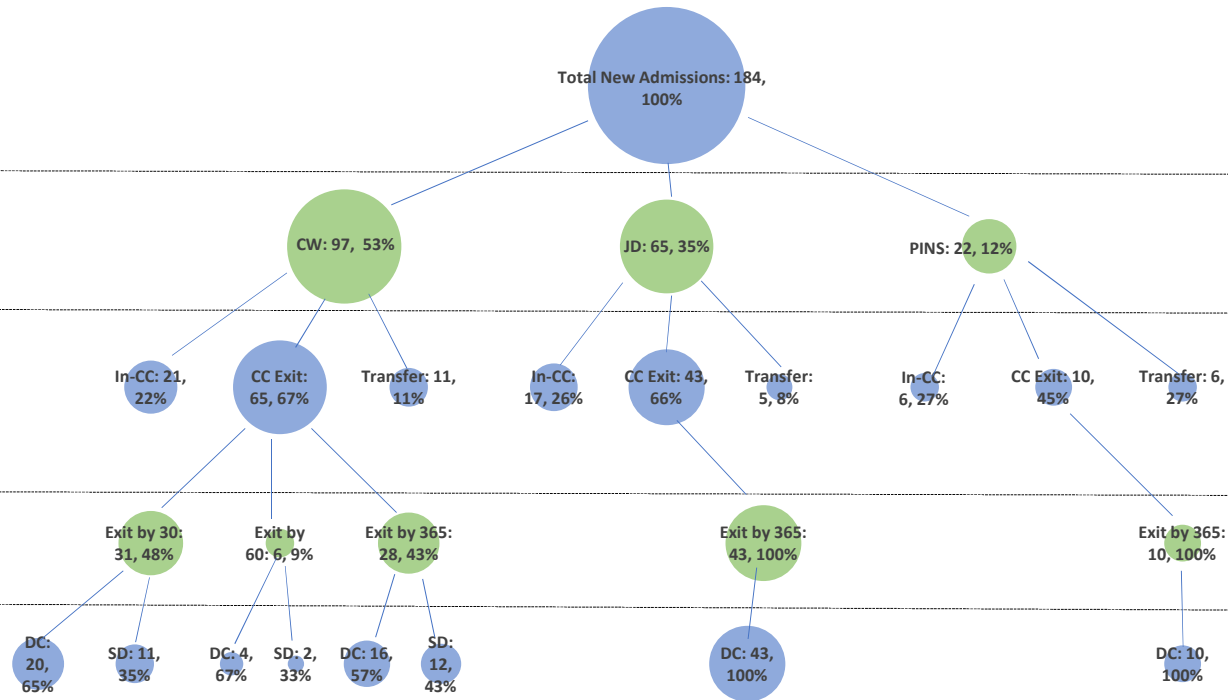 Total New Admissions: 184,
100%
CW: 97, 53%
JD: 65, 35%
PINS: 22, 12%
In-CC: 21,
22%
CC Exit:
65, 67%
Transfer: 11,
11%
In-CC:
17, 26%
CC Exit: 43,
66%
Transfer:
5, 8%
In-CC:
6, 27%
CC Exit: 10,
45%
Transfer: 6,
27%
Exit by 30:
31, 48%
Exit by
60: 6, 9%
Exit by 365:
28, 43%
Exit by 365:
43, 100%
Exit by 365:
10, 100%
DC:
20,
65%
SD: 11,
35%
DC: 4,
67%
SD: 2,
33%
DC: 16,
57%
SD:
12,
43%
DC: 43,
100%
DC: 10,
100%